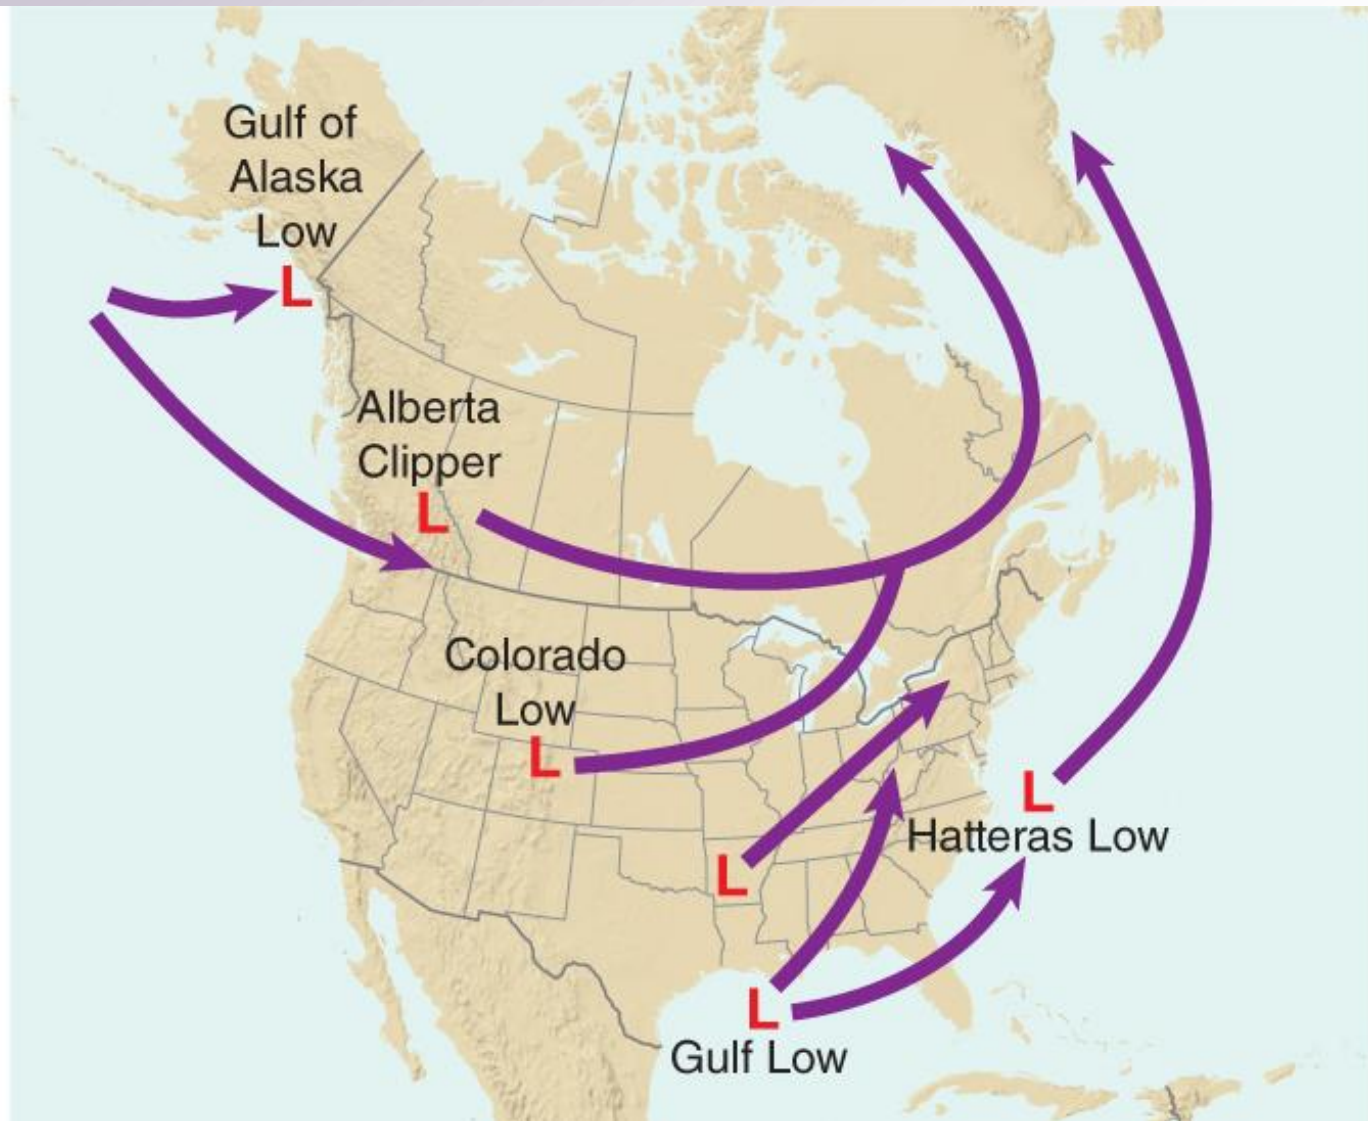 Gulf of
Alaska
Low
L
Alberta
Clipper
L
Colorado
Low
L
L
Hatteras Low
L
L
Gulf Low